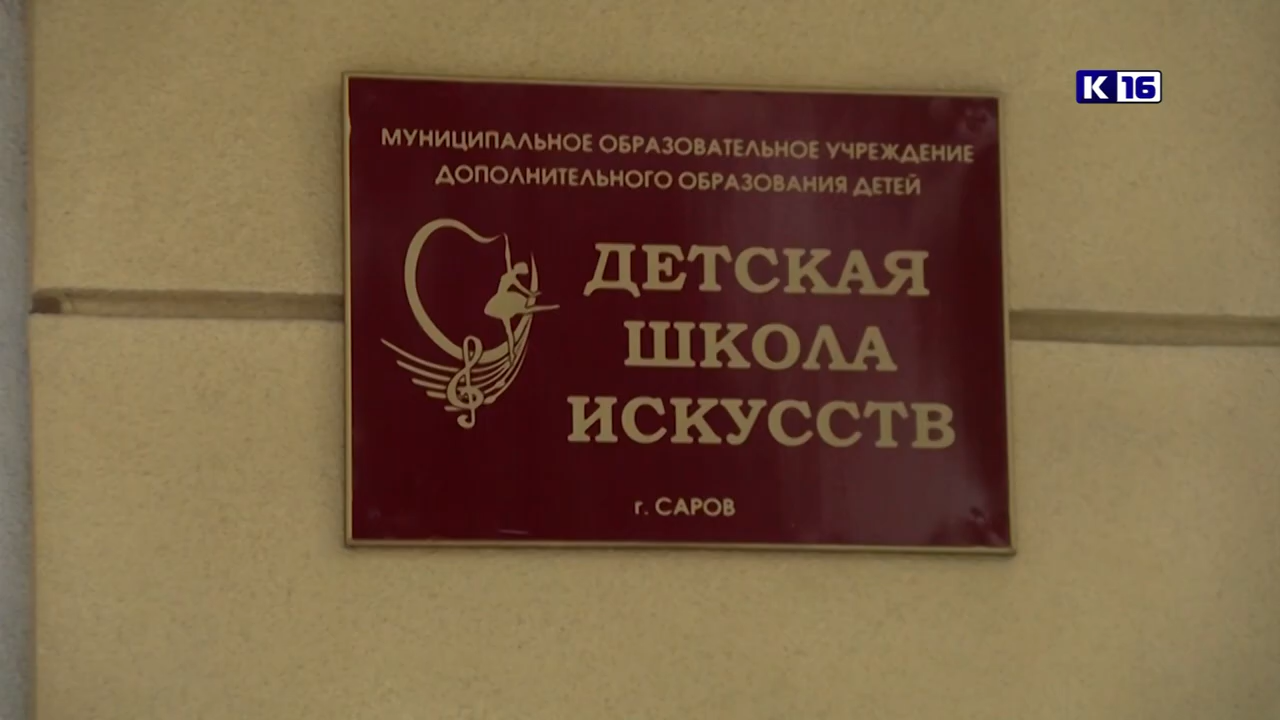 К 16
МУНИЦИПАЛЬНОЕ ОБРАЗОВАТЕЛЬНОЕ УЧРЕЖДЕНИЕ
ДОПОЛНИТЕЛЬНОГО ОБРАЗОВАНИЯ ДЕТЕЙ
ДЕТСКАЯ
ШКОЛА
ИСКУССТВ
г. САРОВ